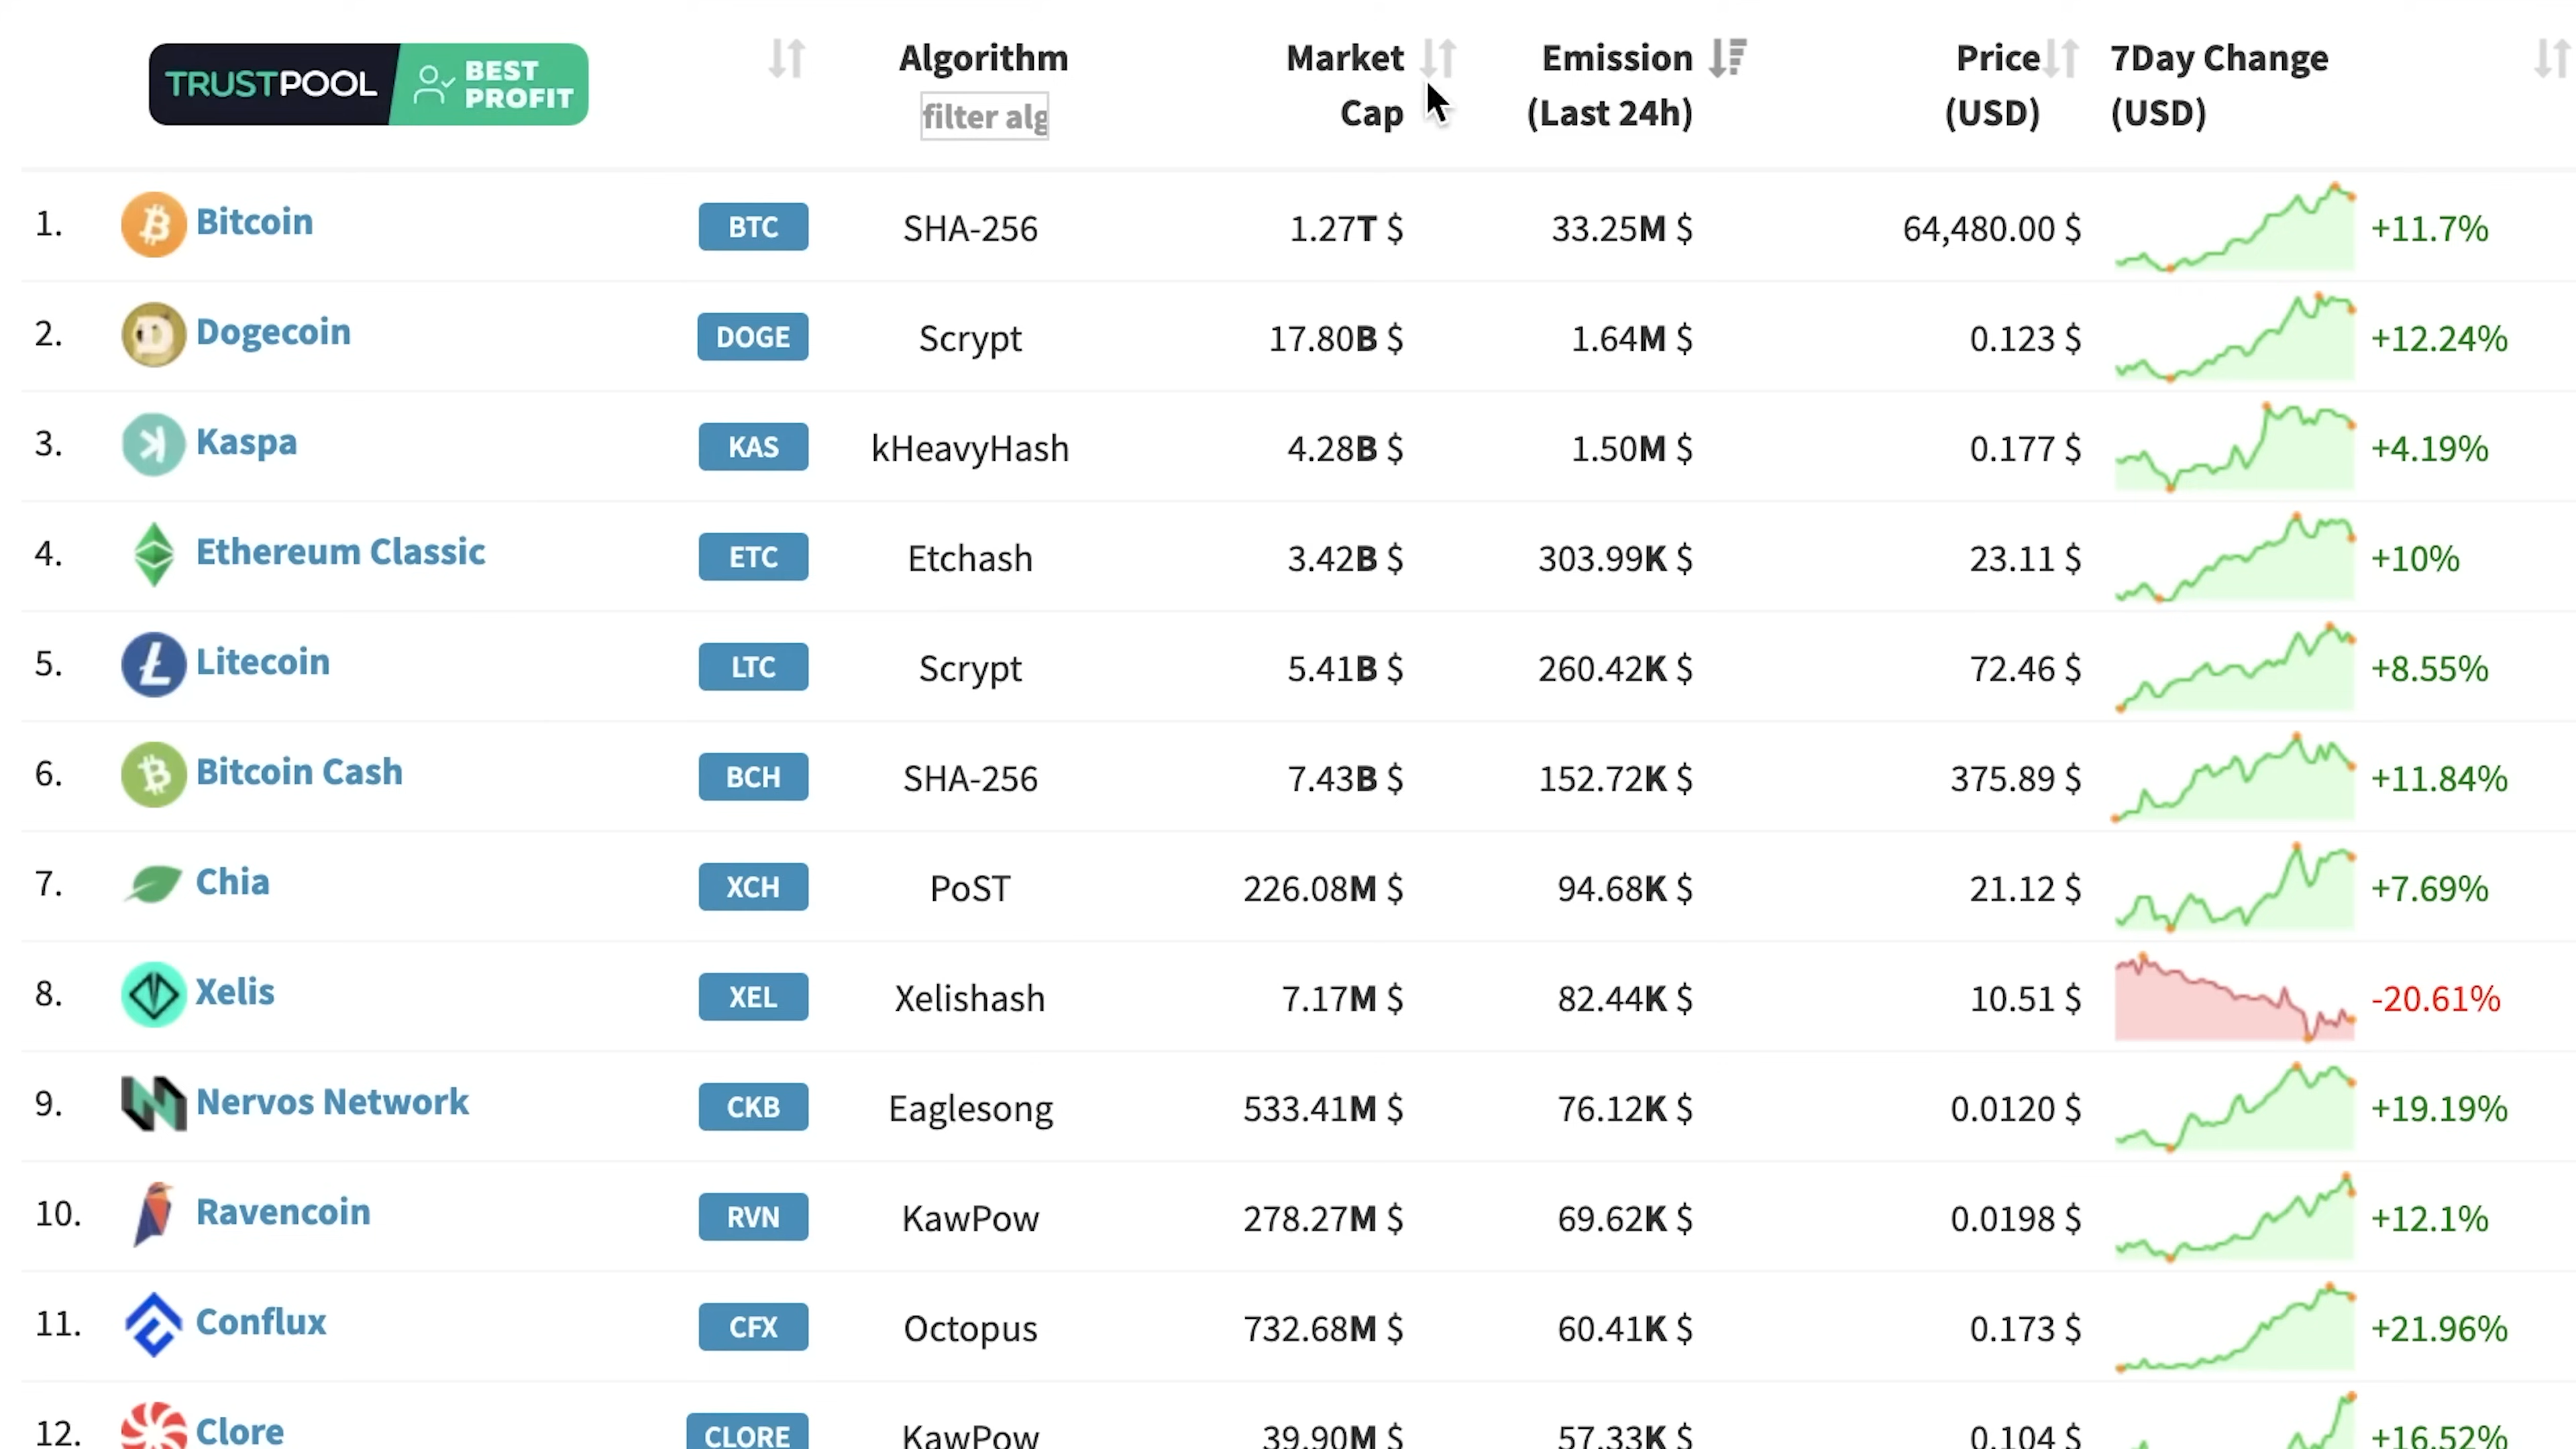 TRUSTPOOL BEST PROFIT
Algorithm
filter alg
Market Cap
Emission (Last 24h)
Price (USD)
7Day Change (USD)
1. Bitcoin BTC SHA-256 1.27T $ 33.25M $ 64,480.00 $ +11.7%
2. Dogecoin DOGE Scrypt 17.80B $ 1.64M $ 0.123 $ +12.24%
3. Kaspa KAS kHeavyHash 4.28B $ 1.50M $ 0.177 $ +4.19%
4. Ethereum Classic ETC Etchash 3.42B $ 303.99K $ 23.11 $ +10%
5. Litecoin LTC Scrypt 5.41B $ 260.42K $ 72.46 $ +8.55%
6. Bitcoin Cash BCH SHA-256 7.43B $ 152.72K $ 375.89 $ +11.84%
7. Chia XCH PoST 226.08M $ 94.68K $ 21.12 $ +7.69%
8. Xelis XEL Xelishash 7.17M $ 82.44K $ 10.51 $ -20.61%
9. Nervos Network CKB Eaglesong 533.41M $ 76.12K $ 0.0120 $ +19.19%
10. Ravencoin RVN KawPow 278.27M $ 69.62K $ 0.0198 $ +12.1%
11. Conflux CFX Octopus 732.68M $ 60.41K $ 0.173 $ +21.96%
12. Clore CLORE KawPow 39.90M $ 57.33K $ 0.104 $ +16.52%